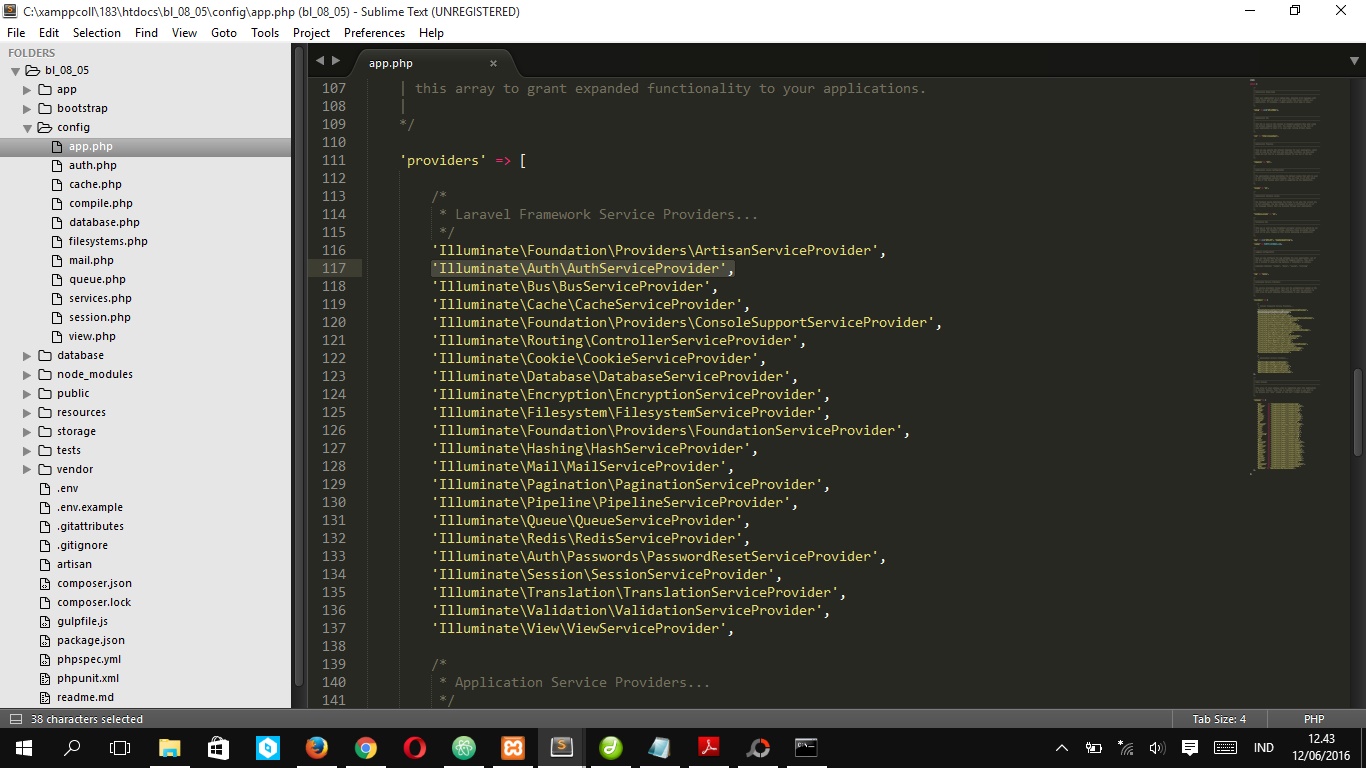 C:\xamppcoll\183\htdocs\bl_08_05\config\app.php (bl_08_05) - Sublime Text (UNREGISTERED)
File Edit Selection Find View Goto Tools Project Preferences Help
FOLDERS
bl_08_05
app
bootstrap
config
app.php
auth.php
cache.php
compile.php
database.php
filesystems.php
mail.php
queue.php
services.php
session.php
view.php
database
node_modules
public
resources
storage
tests
vendor
.env
.env.example
.gitattributes
.gitignore
artisan
composer.json
composer.lock
gulpfile.js
package.json
phpspec.yml
phpunit.xml
readme.md
app.php ×
107 | this array to grant expanded functionality to your applications.
108 |
109 */
110
111 'providers' => [
112
113 /*
114 * Laravel Framework Service Providers...
115 */
116 'Illuminate\Foundation\Providers\ArtisanServiceProvider',
117 'Illuminate\Auth\AuthServiceProvider',
118 'Illuminate\Bus\BusServiceProvider',
119 'Illuminate\Cache\CacheServiceProvider',
120 'Illuminate\Foundation\Providers\ConsoleSupportServiceProvider',
121 'Illuminate\Routing\ControllerServiceProvider',
122 'Illuminate\Cookie\CookieServiceProvider',
123 'Illuminate\Database\DatabaseServiceProvider',
124 'Illuminate\Encryption\EncryptionServiceProvider',
125 'Illuminate\Filesystem\FilesystemServiceProvider',
126 'Illuminate\Foundation\Providers\FoundationServiceProvider',
127 'Illuminate\Hashing\HashServiceProvider',
128 'Illuminate\Mail\MailServiceProvider',
129 'Illuminate\Pagination\PaginationServiceProvider',
130 'Illuminate\Pipeline\PipelineServiceProvider',
131 'Illuminate\Queue\QueueServiceProvider',
132 'Illuminate\Redis\RedisServiceProvider',
133 'Illuminate\Auth\Passwords\PasswordResetServiceProvider',
134 'Illuminate\Session\SessionServiceProvider',
135 'Illuminate\Translation\TranslationServiceProvider',
136 'Illuminate\Validation\ValidationServiceProvider',
137 'Illuminate\View\ViewServiceProvider',
138
139 /*
140 * Application Service Providers...
141 */
38 characters selected Tab Size: 4 PHP
IND
12.43
12/06/2016